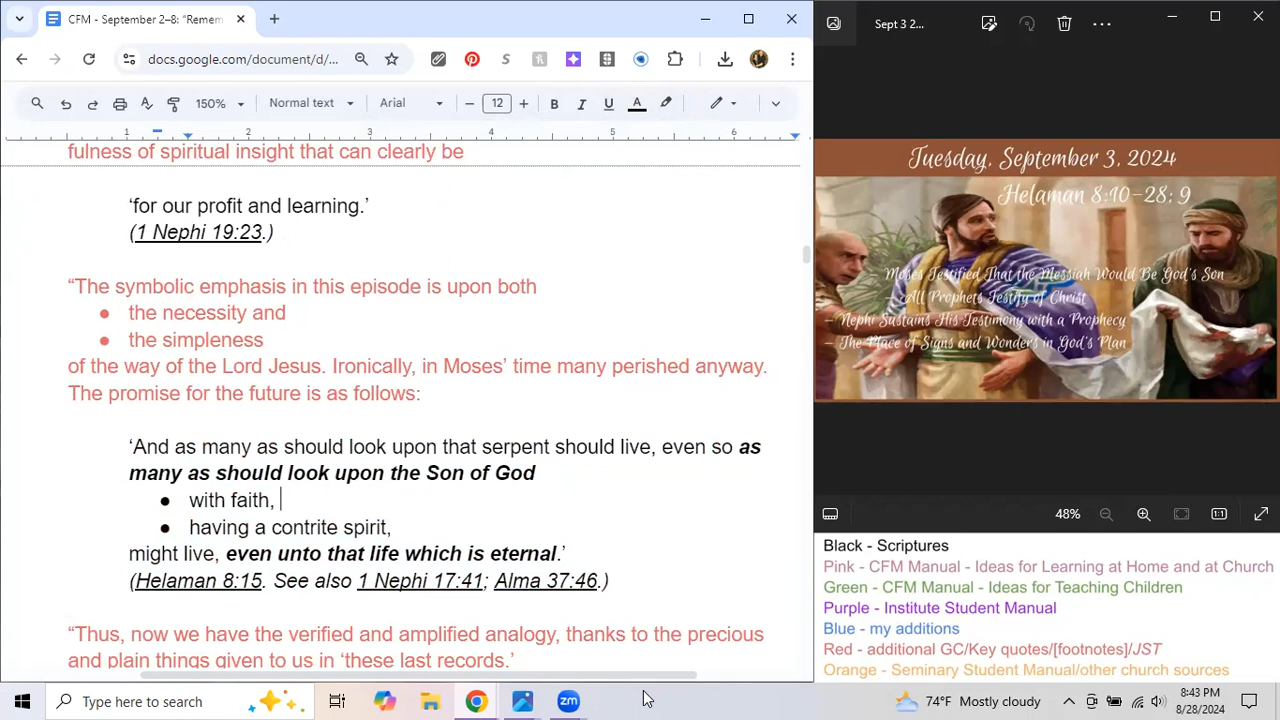 CFM - September 2–8: “Remem
Sept 3 2...
docs.google.com/document/d/...
150%
Normal text
Arial
12
1 2 3 4 5 6
fulness of spiritual insight that can clearly be
‘for our profit and learning.’
(1 Nephi 19:23.)
“The symbolic emphasis in this episode is upon both
● the necessity and
● the simpleness
of the way of the Lord Jesus. Ironically, in Moses’ time many perished anyway.
The promise for the future is as follows:
‘And as many as should look upon that serpent should live, even so as
many as should look upon the Son of God
● with faith,
● having a contrite spirit,
might live, even unto that life which is eternal.’
(Helaman 8:15. See also 1 Nephi 17:41; Alma 37:46.)
“Thus, now we have the verified and amplified analogy, thanks to the precious
and plain things given to us in ‘these last records.’
Tuesday, September 3, 2024
Helaman 8:10–28; 9
– Moses Testified That the Messiah Would Be God's Son
All Prophets Testify of Christ
– Nephi Sustains His Testimony with a Prophecy
– The Place of Signs and Wonders in God's Plan
48%
1:1
Black - Scriptures
Pink - CFM Manual - Ideas for Learning at Home and at Church
Green - CFM Manual - Ideas for Teaching Children
Purple - Institute Student Manual
Blue - my additions
Red - additional GC/Key quotes/[footnotes]/JST
Orange - Seminary Student Manual/other church sources
Type here to search
zm
74°F Mostly cloudy
8:43 PM
8/28/2024